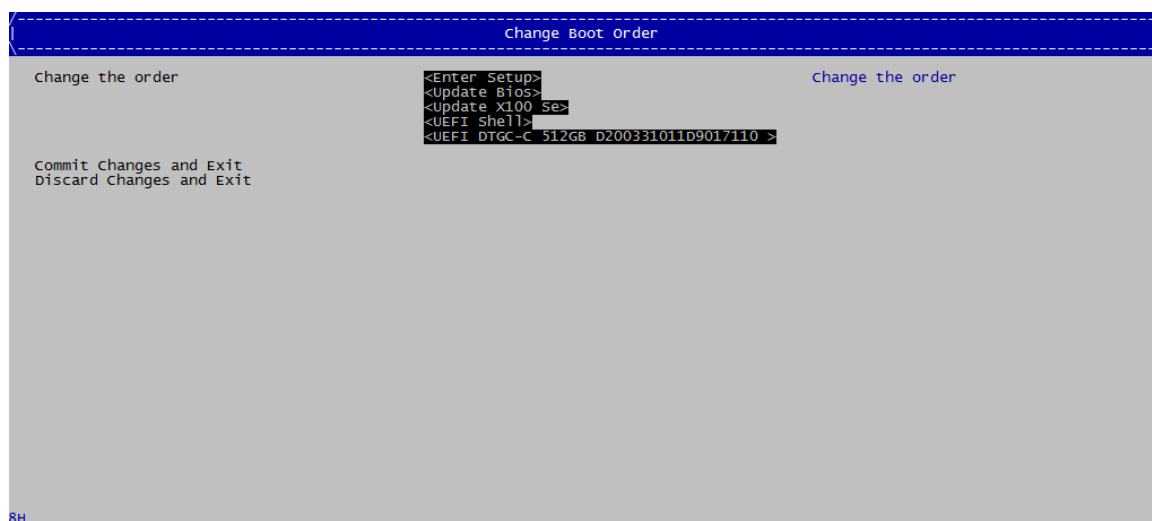 /------------------------------------------------------------
| Change Boot Order
\------------------------------------------------------------
Change the order <Enter Setup> Change the order
<Update Bios>
<Update X100 Se>
<UEFI Shell>
<UEFI DTGC-C 512GB D200331011D9017110 >
Commit Changes and Exit
Discard Changes and Exit
8H